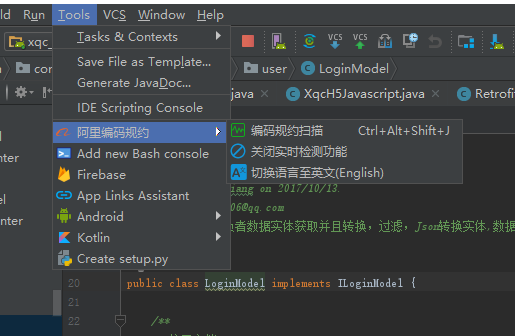 ld Run Tools VCS Window Help
xqc_
con
user
LoginModel
java XqcH5Javascript.java Retrofi
Tasks & Contexts
Save File as Template...
Generate JavaDoc...
IDE Scripting Console
阿里编码规约
Add new Bash console
Firebase
App Links Assistant
Android
Kotlin
Create setup.py
编码规约扫描 Ctrl+Alt+Shift+J
关闭实时检测功能
切换语言至英文(English)
iang on 2017/10/13.
06@qq.com
者数据实体获取并且转换，过滤，Json转换实体,数据
20 public class LoginModel implements ILoginModel {
21
22 /**